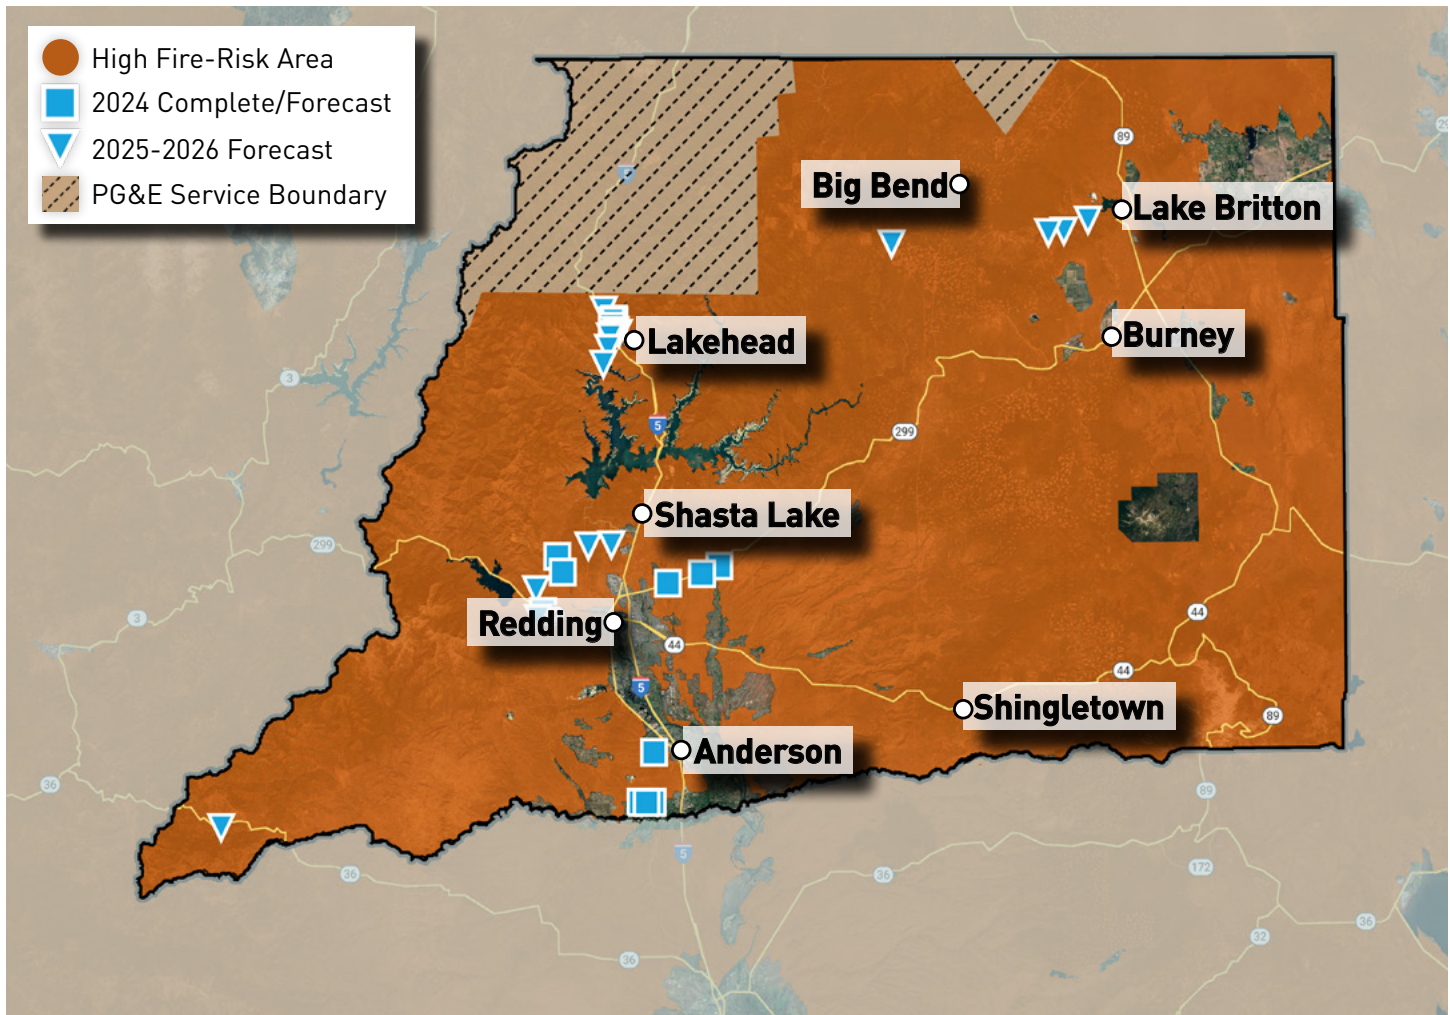 High Fire-Risk Area
2024 Complete/Forecast
2025-2026 Forecast
PG&E Service Boundary
89
5
Big Bend
Lake Britton
Burney
Lakehead
3
5
299
Shasta Lake
299
3
44
Redding
44
44
5
Shingletown
89
Anderson
36
89
5
172
36
36
36
32
36